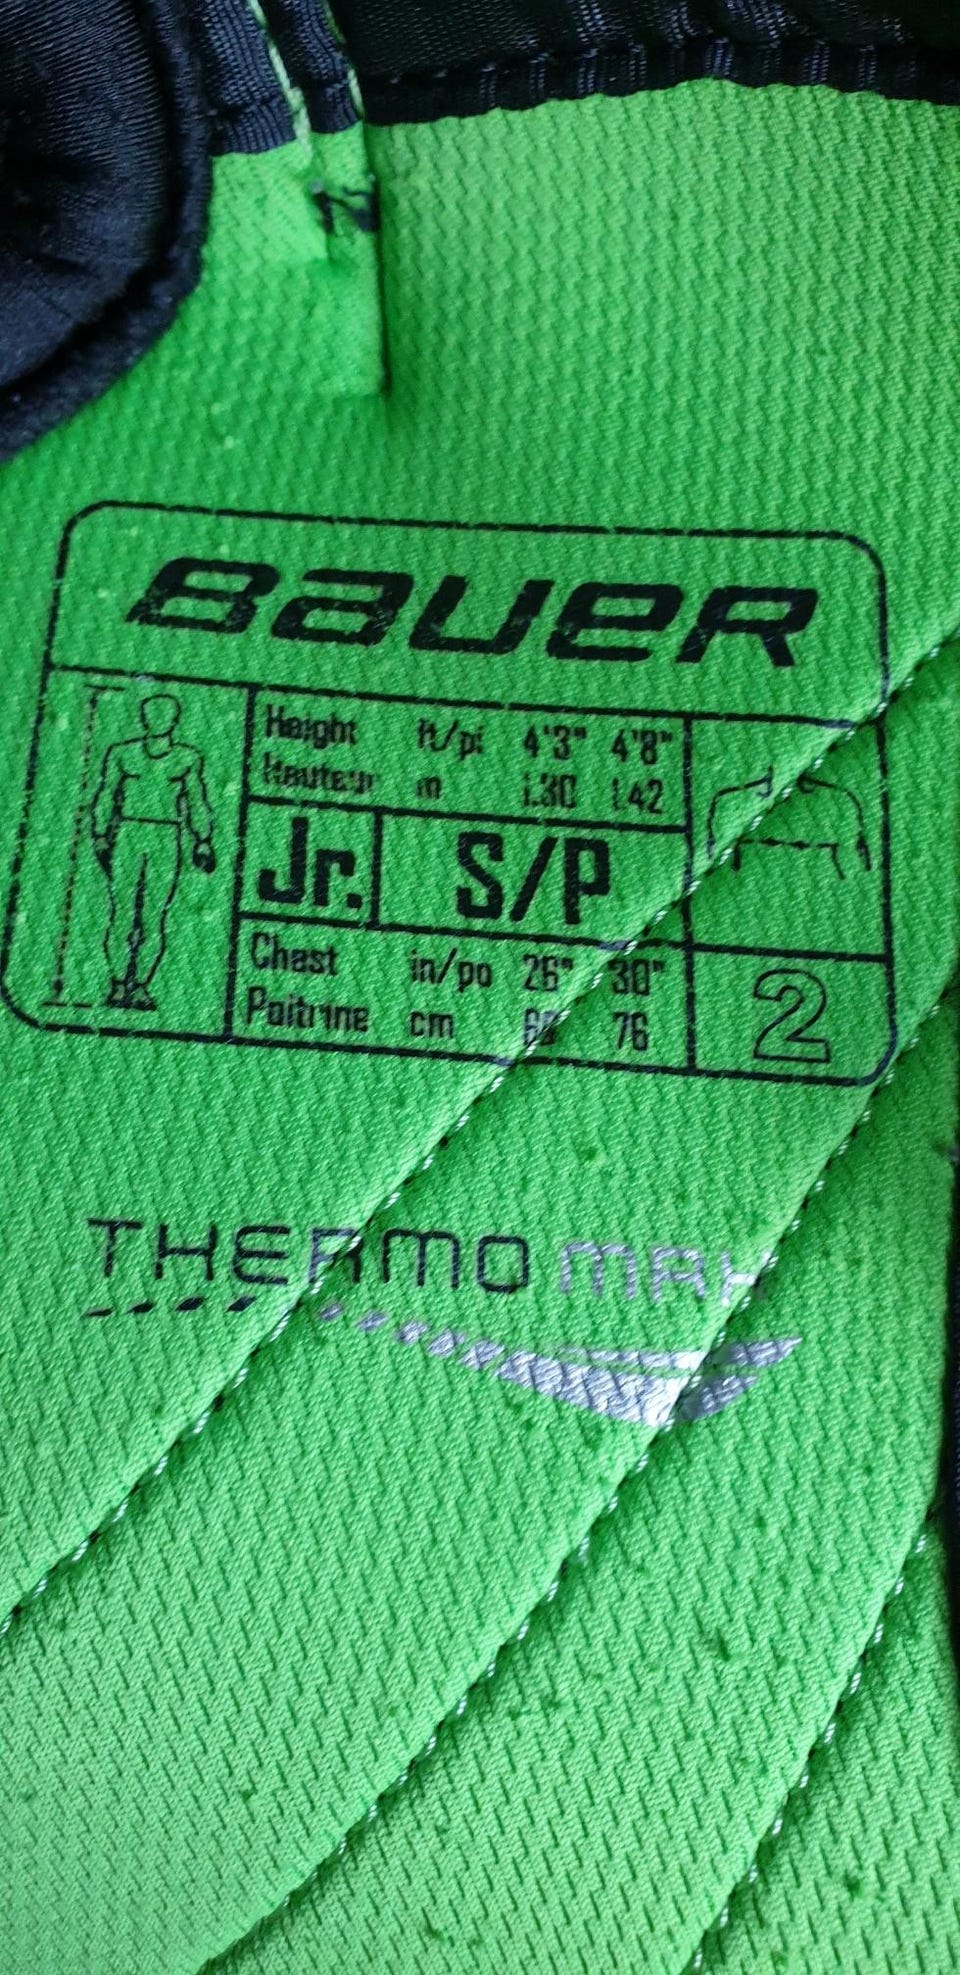 BAUER
Height ft/pi 4'3" 4'8"
Hauteur m 1.30 1.42
Jr. S/P
Chest in/po 26" 30"
Poitrine cm 76
2
THERMO MAX